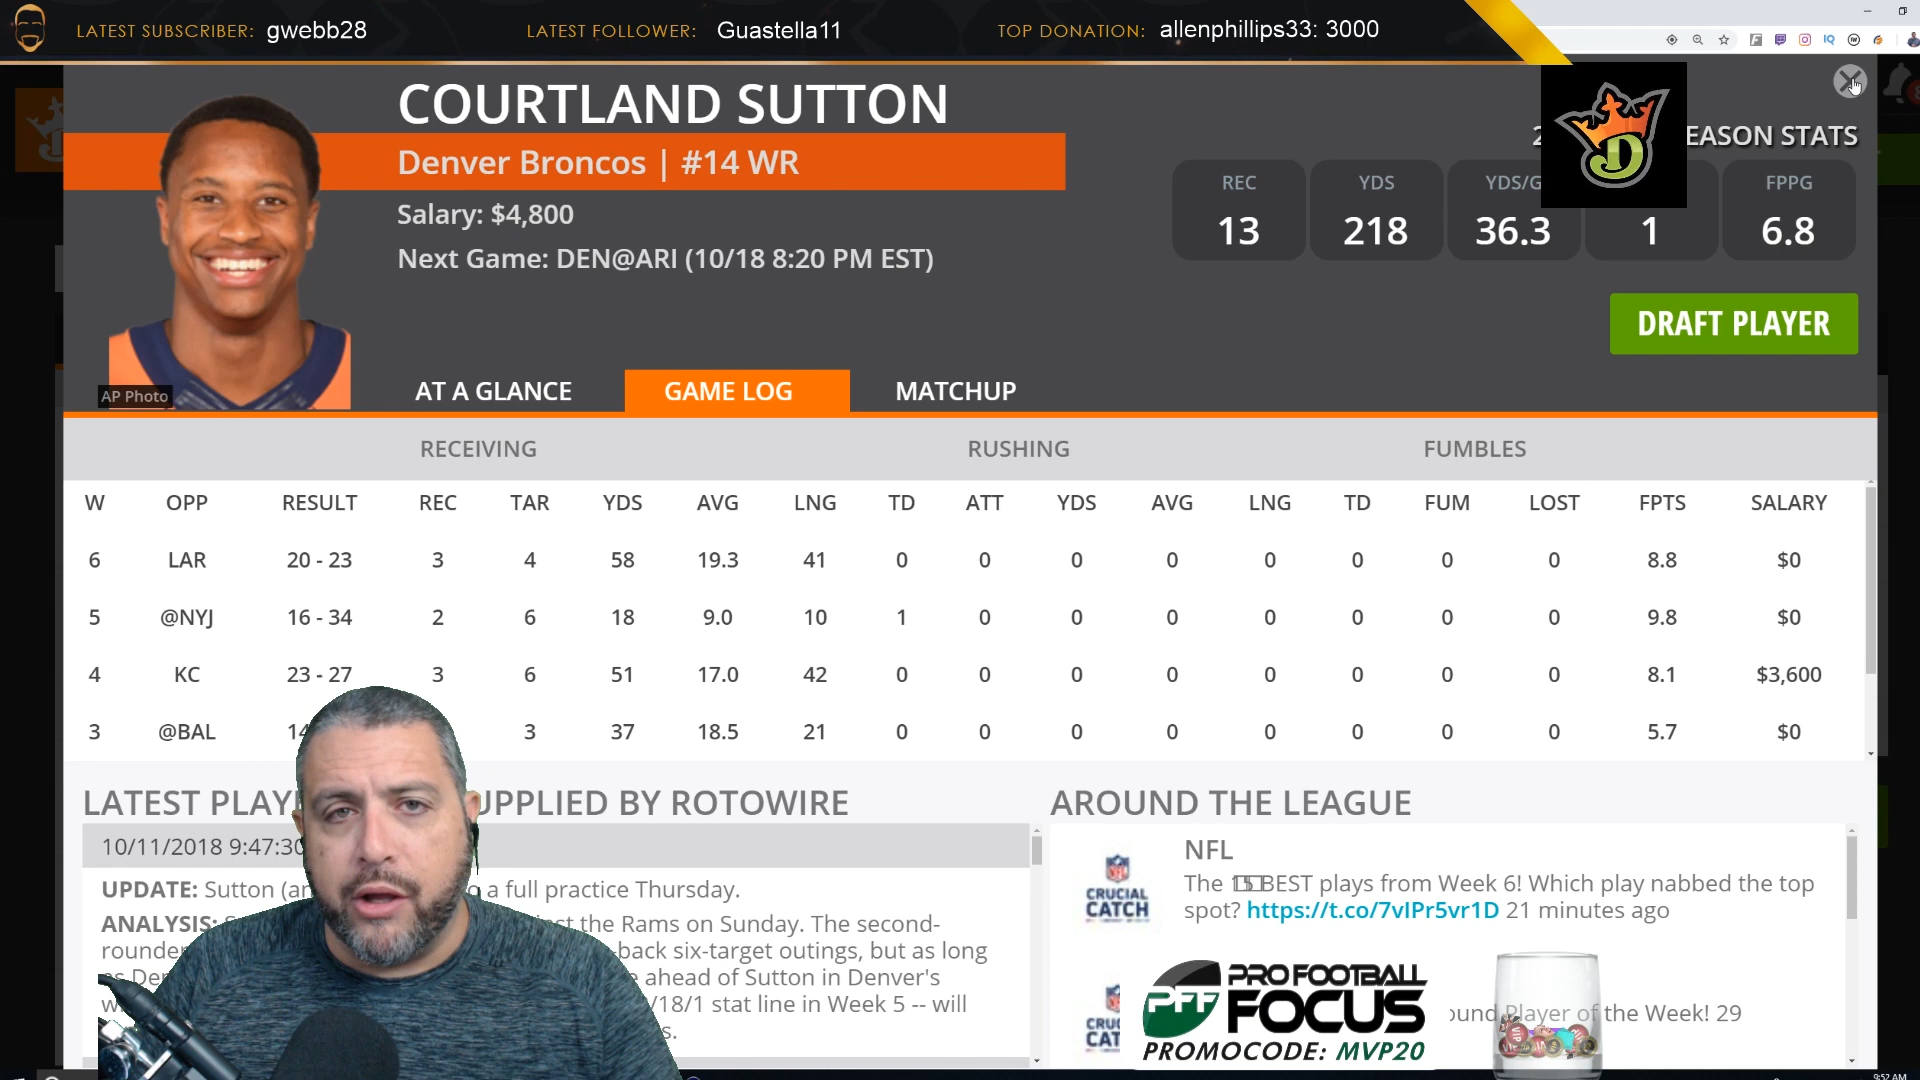 LATEST SUBSCRIBER: gwebb28
LATEST FOLLOWER: Guastella11
TOP DONATION: allenphillips33: 3000
COURTLAND SUTTON
Denver Broncos | #14 WR
Salary: $4,800
Next Game: DEN@ARI (10/18 8:20 PM EST)
EASON STATS
REC YDS YDS/G FPPG
13 218 36.3 1 6.8
DRAFT PLAYER
AP Photo
AT A GLANCE GAME LOG MATCHUP
RECEIVING RUSHING FUMBLES
W OPP RESULT REC TAR YDS AVG LNG TD ATT YDS AVG LNG TD FUM LOST FPTS SALARY
6 LAR 20 - 23 3 4 58 19.3 41 0 0 0 0 0 0 0 0 8.8 $0
5 @NYJ 16 - 34 2 6 18 9.0 10 1 0 0 0 0 0 0 0 9.8 $0
4 KC 23 - 27 3 6 51 17.0 42 0 0 0 0 0 0 0 0 8.1 $3,600
3 @BAL 14 3 37 18.5 21 0 0 0 0 0 0 0 0 5.7 $0
LATEST PLAY UPPLIED BY ROTOWIRE
10/11/2018 9:47:30
UPDATE: Sutton a full practice Thursday.
ANALYSIS: the Rams on Sunday. The second-
rounde -back six-target outings, but as long
as De ahead of Sutton in Denver's
/18/1 stat line in Week 5 -- will
AROUND THE LEAGUE
CRUCIAL
CATCH
NFL
The BEST plays from Week 6! Which play nabbed the top
spot? https://t.co/7vIPr5vr1D 21 minutes ago
CRUC
CAT
ound Player of the Week! 29
PFF PRO FOOTBALL
FOCUS
PROMOCODE: MVP20
9:52 AM